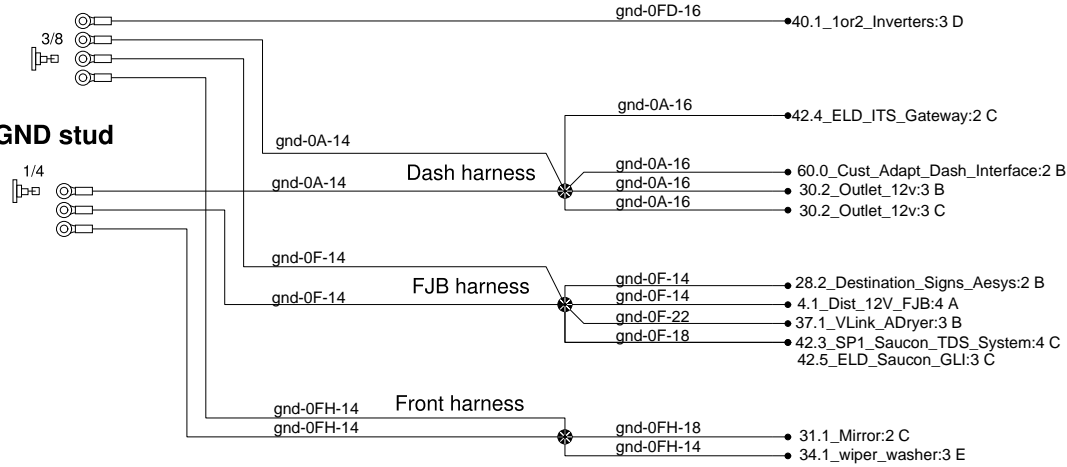 gnd-0FD-16
40.1_1or2_Inverters:3 D
3/8
gnd-0A-16
42.4_ELD_ITS_Gateway:2 C
GND stud
gnd-0A-14
1/4
Dash harness
gnd-0A-16
60.0_Cust_Adapt_Dash_Interface:2 B
gnd-0A-14
gnd-0A-16
30.2_Outlet_12v:3 B
gnd-0A-16
30.2_Outlet_12v:3 C
gnd-0F-14
FJB harness
gnd-0F-14
28.2_Destination_Signs_Aesys:2 B
gnd-0F-14
gnd-0F-14
4.1_Dist_12V_FJB:4 A
gnd-0F-22
37.1_VLink_ADryer:3 B
gnd-0F-18
42.3_SP1_Saucon_TDS_System:4 C
42.5_ELD_Saucon_GLI:3 C
Front harness
gnd-0FH-14
gnd-0FH-14
gnd-0FH-18
31.1_Mirror:2 C
gnd-0FH-14
34.1_wiper_washer:3 E